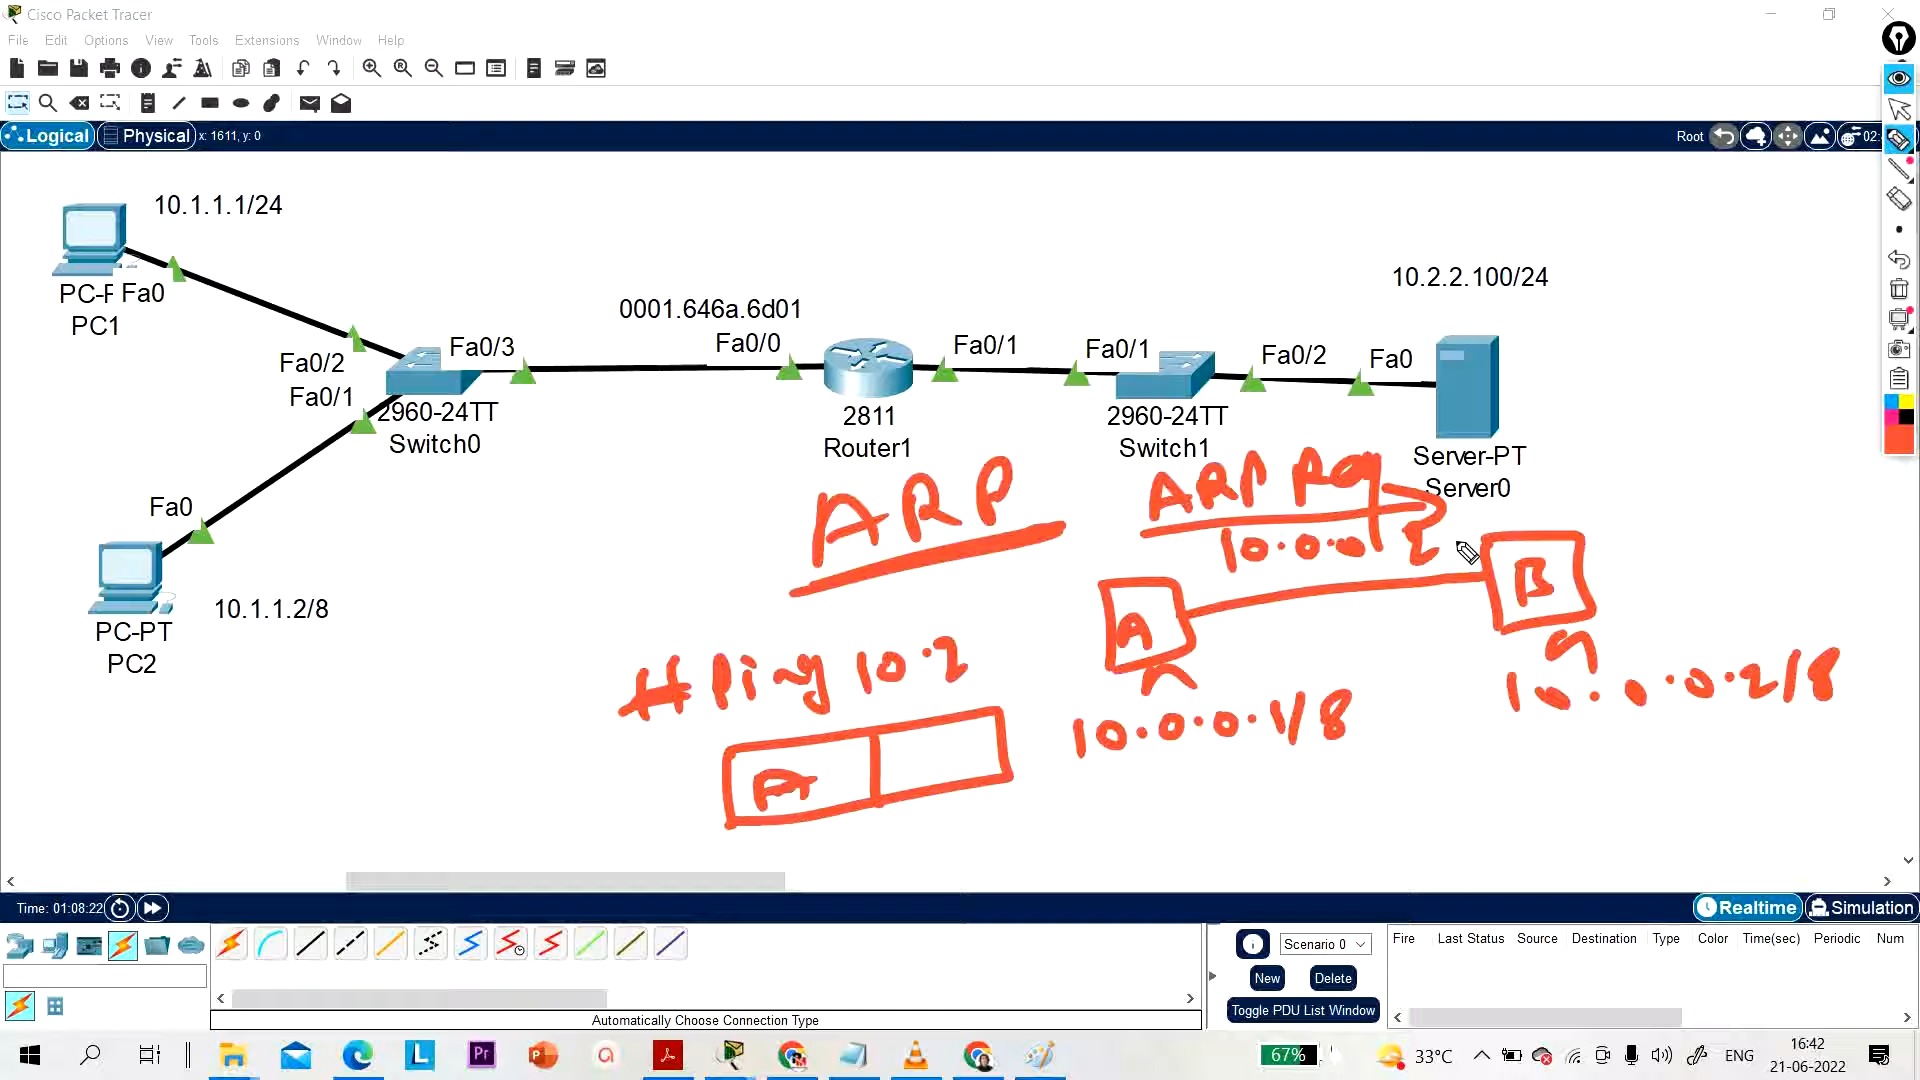 Cisco Packet Tracer
File Edit Options View Tools Extensions Window Help
Logical Physical x: 1611, y: 0
Root
10.1.1.1/24
10.2.2.100/24
PC-P Fa0
PC1
0001.646a.6d01
Fa0/2
Fa0/3
Fa0/0
Fa0/1
Fa0/1
Fa0/2
Fa0
Fa0/1
2960-24TT
Switch0
2811
Router1
2960-24TT
Switch1
Server-PT
Server0
Fa0
PC-PT
PC2
10.1.1.2/8
ARP
ARP Req
10.0.0.2
A
B
# Ping 10.2
10.0.0.1/8
10.0.0.2/8
Time: 01:08:22
Realtime Simulation
Scenario 0
New Delete
Toggle PDU List Window
Fire Last Status Source Destination Type Color Time(sec) Periodic Num
Automatically Choose Connection Type
67%
33°C
ENG
16:42
21-06-2022